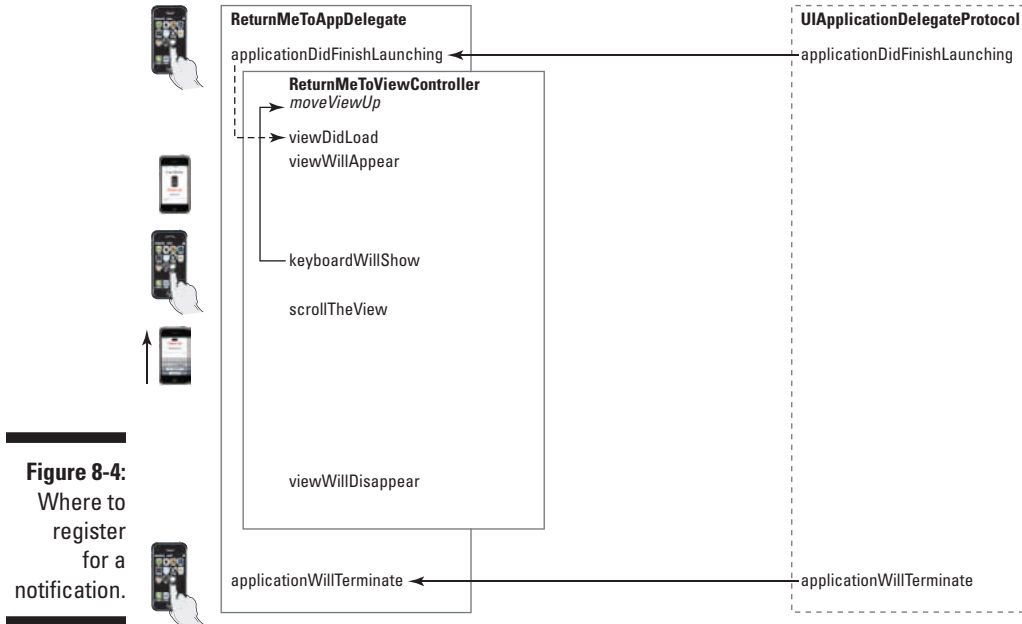 ReturnMeToAppDelegate
UIApplicationDelegateProtocol
applicationDidFinishLaunching
applicationDidFinishLaunching
ReturnMeToViewController
moveViewUp
viewDidLoad
viewWillAppear
keyboardWillShow
scrollTheView
viewWillDisappear
applicationWillTerminate
applicationWillTerminate
Figure 8-4:
Where to
register
for a
notification.